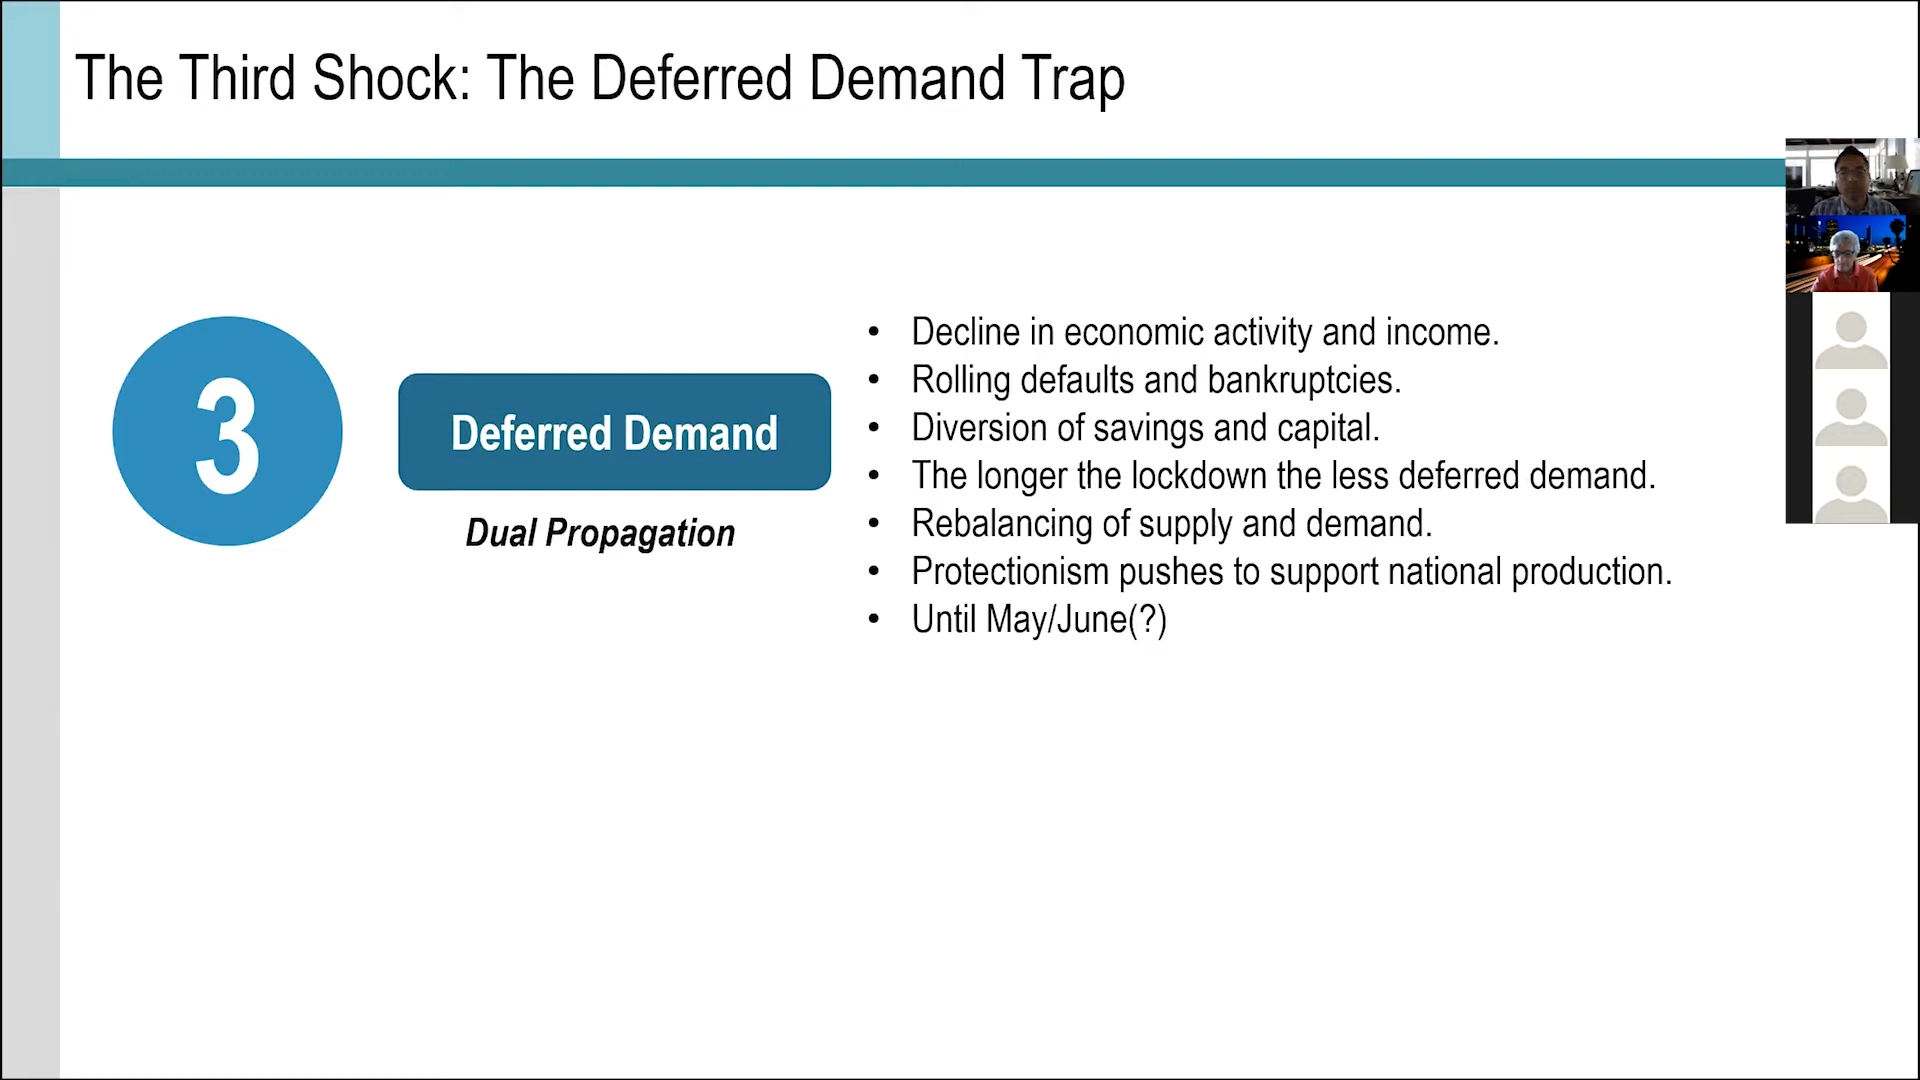 The Third Shock: The Deferred Demand Trap
3
Deferred Demand
Dual Propagation
• Decline in economic activity and income.
• Rolling defaults and bankruptcies.
• Diversion of savings and capital.
• The longer the lockdown the less deferred demand.
• Rebalancing of supply and demand.
• Protectionism pushes to support national production.
• Until May/June(?)